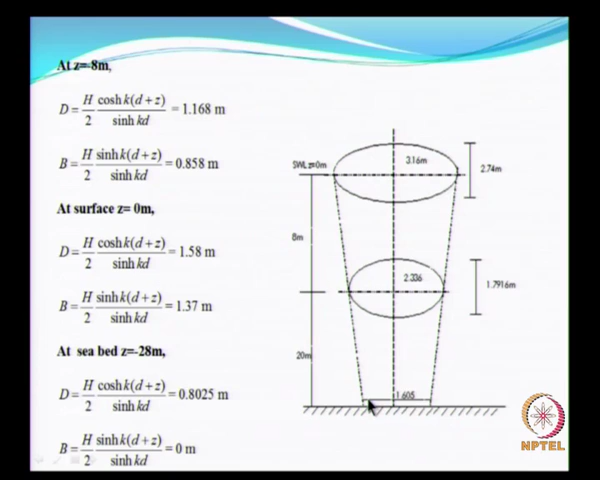 At z=-8m,
D = H/2 cosh k(d+z)/sinh kd = 1.168 m
B = H/2 sinh k(d+z)/sinh kd = 0.858 m
At surface z= 0m,
D = H/2 cosh k(d+z)/sinh kd = 1.58 m
B = H/2 sinh k(d+z)/sinh kd = 1.37 m
At sea bed z=-28m,
D = H/2 cosh k(d+z)/sinh kd = 0.8025 m
B = H/2 sinh k(d+z)/sinh kd = 0 m
SWL z=0m
3.16m
2.74m
8m
2.336
1.7916m
20m
1.605
NPTEL